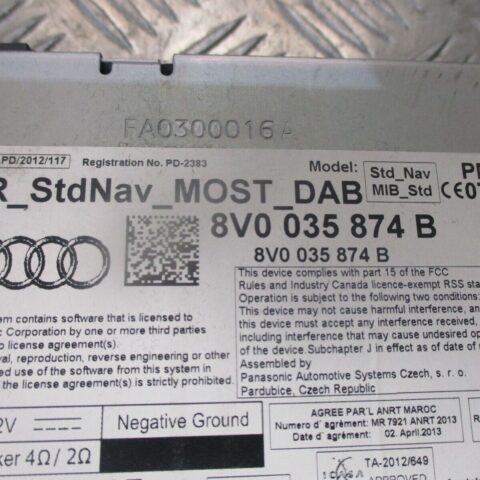 FA0300016A
PD/2012/117
Registration No. PD-2383
Model:
Std_Nav
MIB_Std
R_StdNav_MOST_DAB
8V0 035 874 B
8V0 035 874 B
This device complies with part 15 of the FCC
Rules and Industry Canada licence-exempt RSS
Operation is subject to the following two conditions:
This device may not cause harmful interference, an
this device must accept any interference received,
including interference that may cause undesired op
of the device.Subchapter J in effect as of date of
Assembled by
Panasonic Automotive Systems Czech, s. r. o.
Pardubice, Czech Republic
em contains software that is licensed to
c Corporation by one or more third parties
o license agreement(s).
val, reproduction, reverse engineering or other
ed use of the software from this system in
f the license agreement(s) is strictly prohibited.
2V
Negative Ground
ker 4Ω / 2Ω
AGREE PAR'L ANRT MAROC
Numero d´ agrément: MR 7921 ANRT 2013
Date d´ agrément: 02. April.2013
TA-2012/649
APPROVED